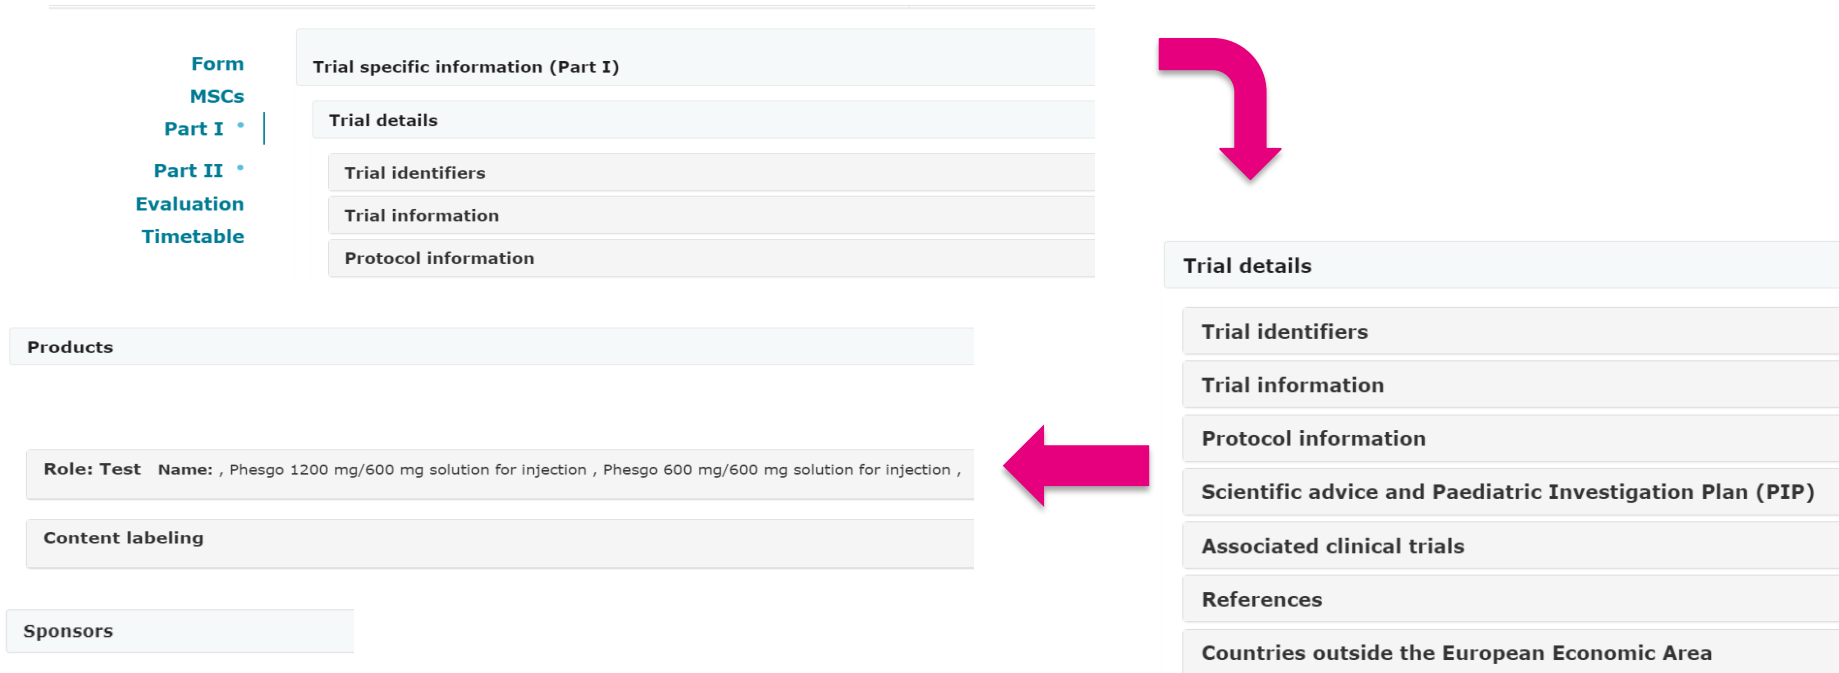 Form
MSCs
Part I
Part II
Evaluation
Timetable
Trial specific information (Part I)
Trial details
Trial identifiers
Trial information
Protocol information
Trial details
Trial identifiers
Trial information
Protocol information
Scientific advice and Paediatric Investigation Plan (PIP)
Associated clinical trials
References
Countries outside the European Economic Area
Products
Role: Test Name: , Phesgo 1200 mg/600 mg solution for injection , Phesgo 600 mg/600 mg solution for injection ,
Content labeling
Sponsors